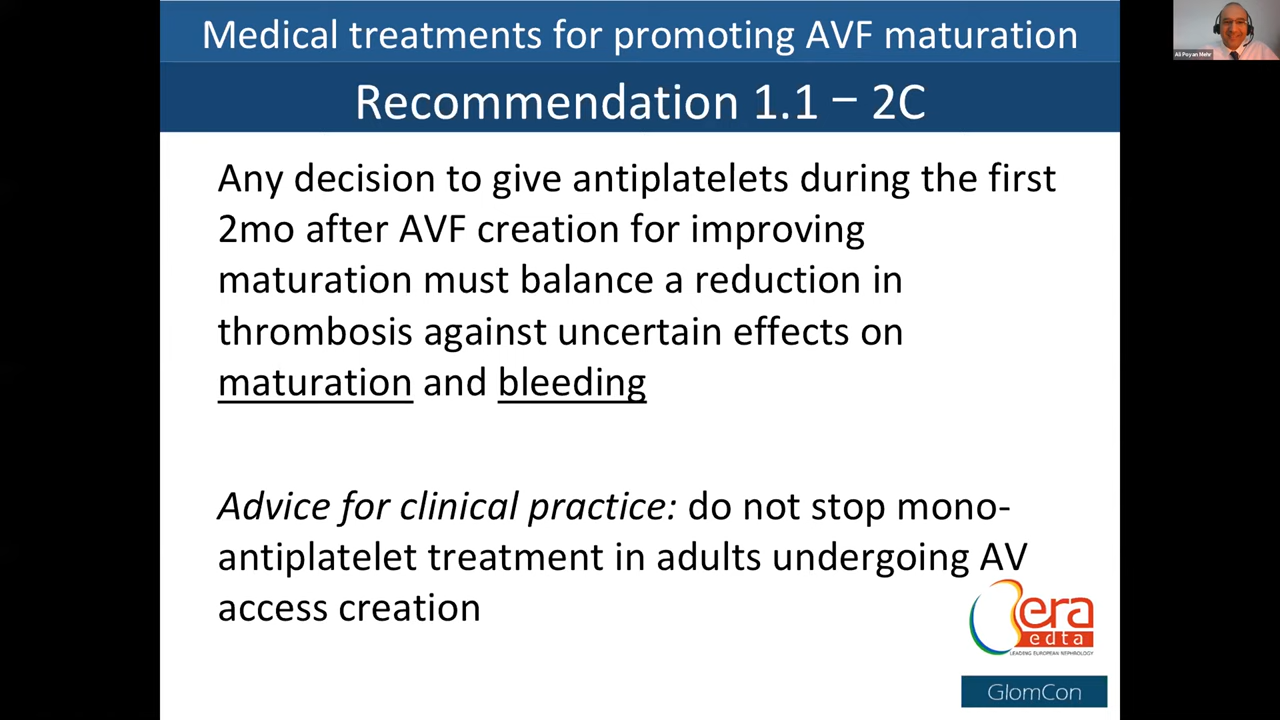 Medical treatments for promoting AVF maturation
Recommendation 1.1 – 2C
Any decision to give antiplatelets during the first
2mo after AVF creation for improving
maturation must balance a reduction in
thrombosis against uncertain effects on
maturation and bleeding
Advice for clinical practice: do not stop mono-
antiplatelet treatment in adults undergoing AV
access creation
era
edta
LEADING EUROPEAN NEPHROLOGY
GlomCon
Ali Poyan Mehr